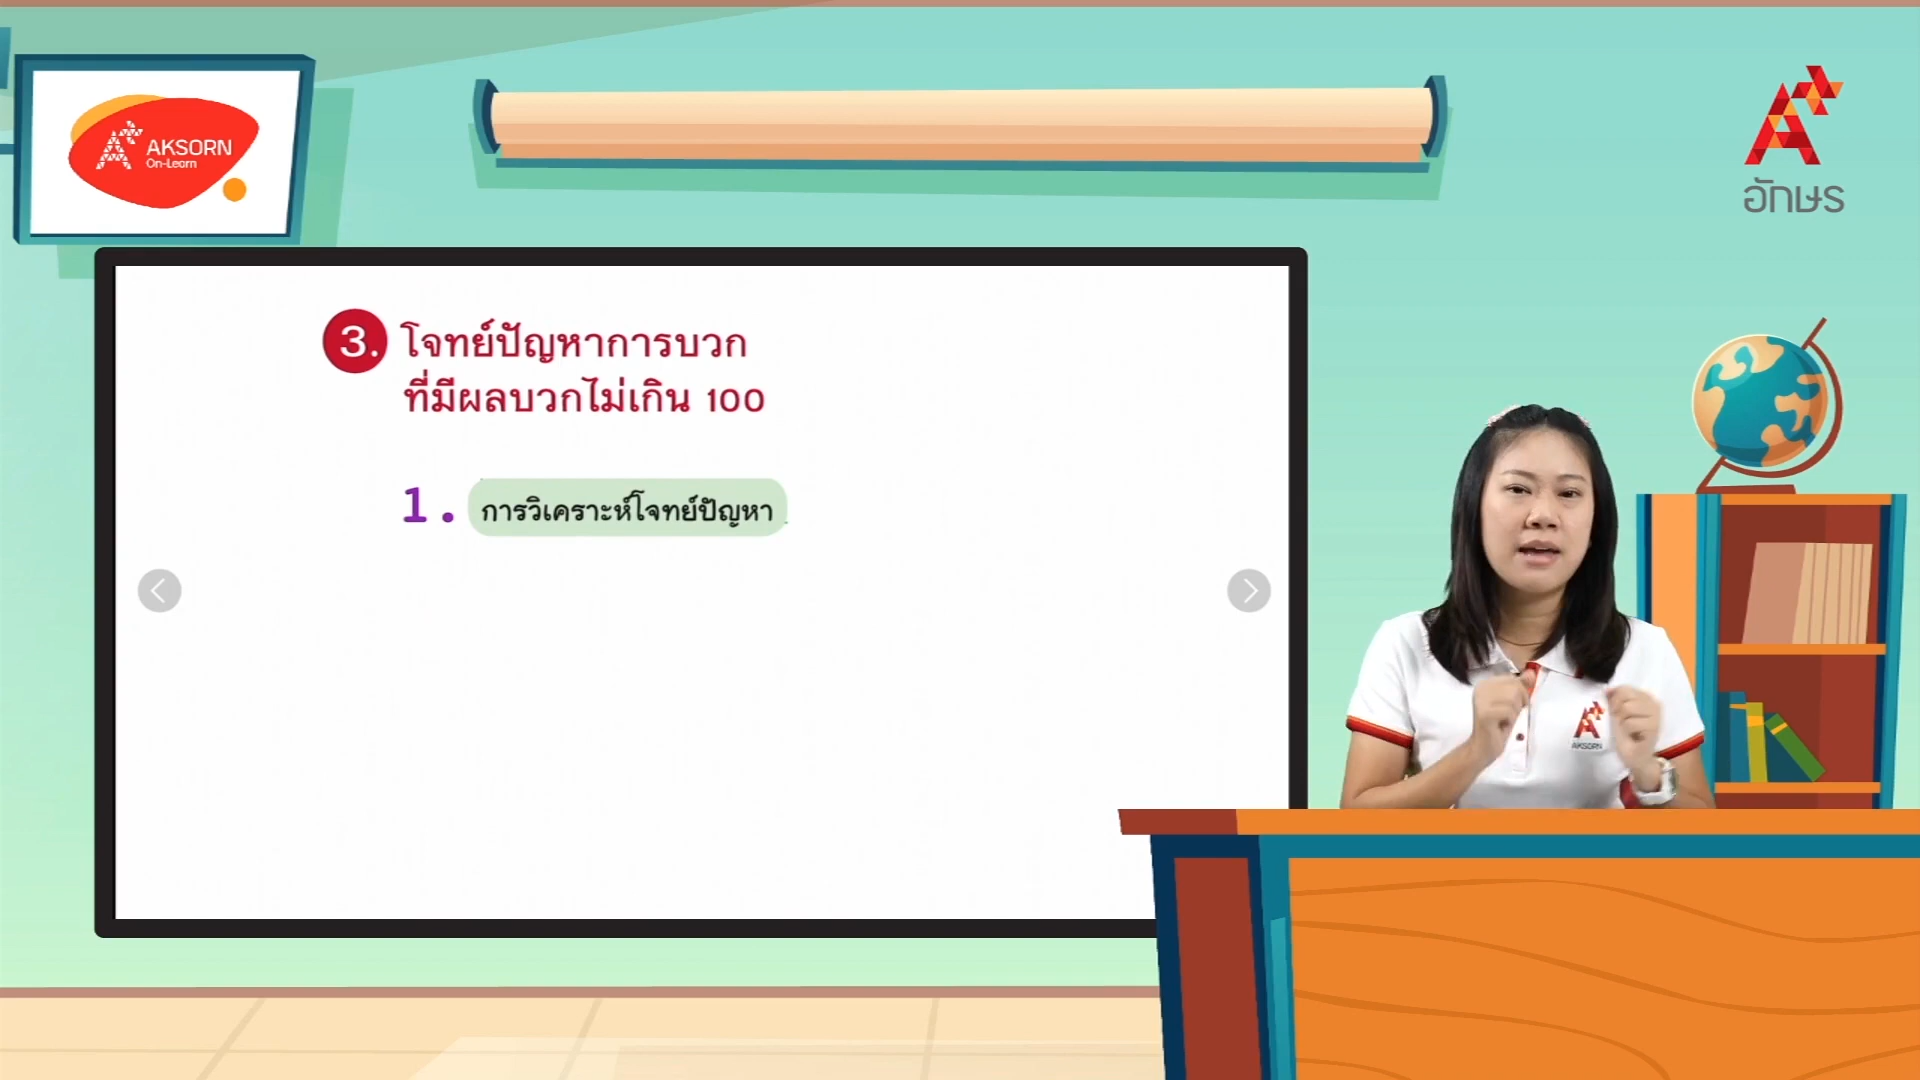 AKSORN
On-Learn
อักษร
3. โจทย์ปัญหาการบวก
ที่มีผลบวกไม่เกิน 100
1. การวิเคราะห์โจทย์ปัญหา
AKSORN